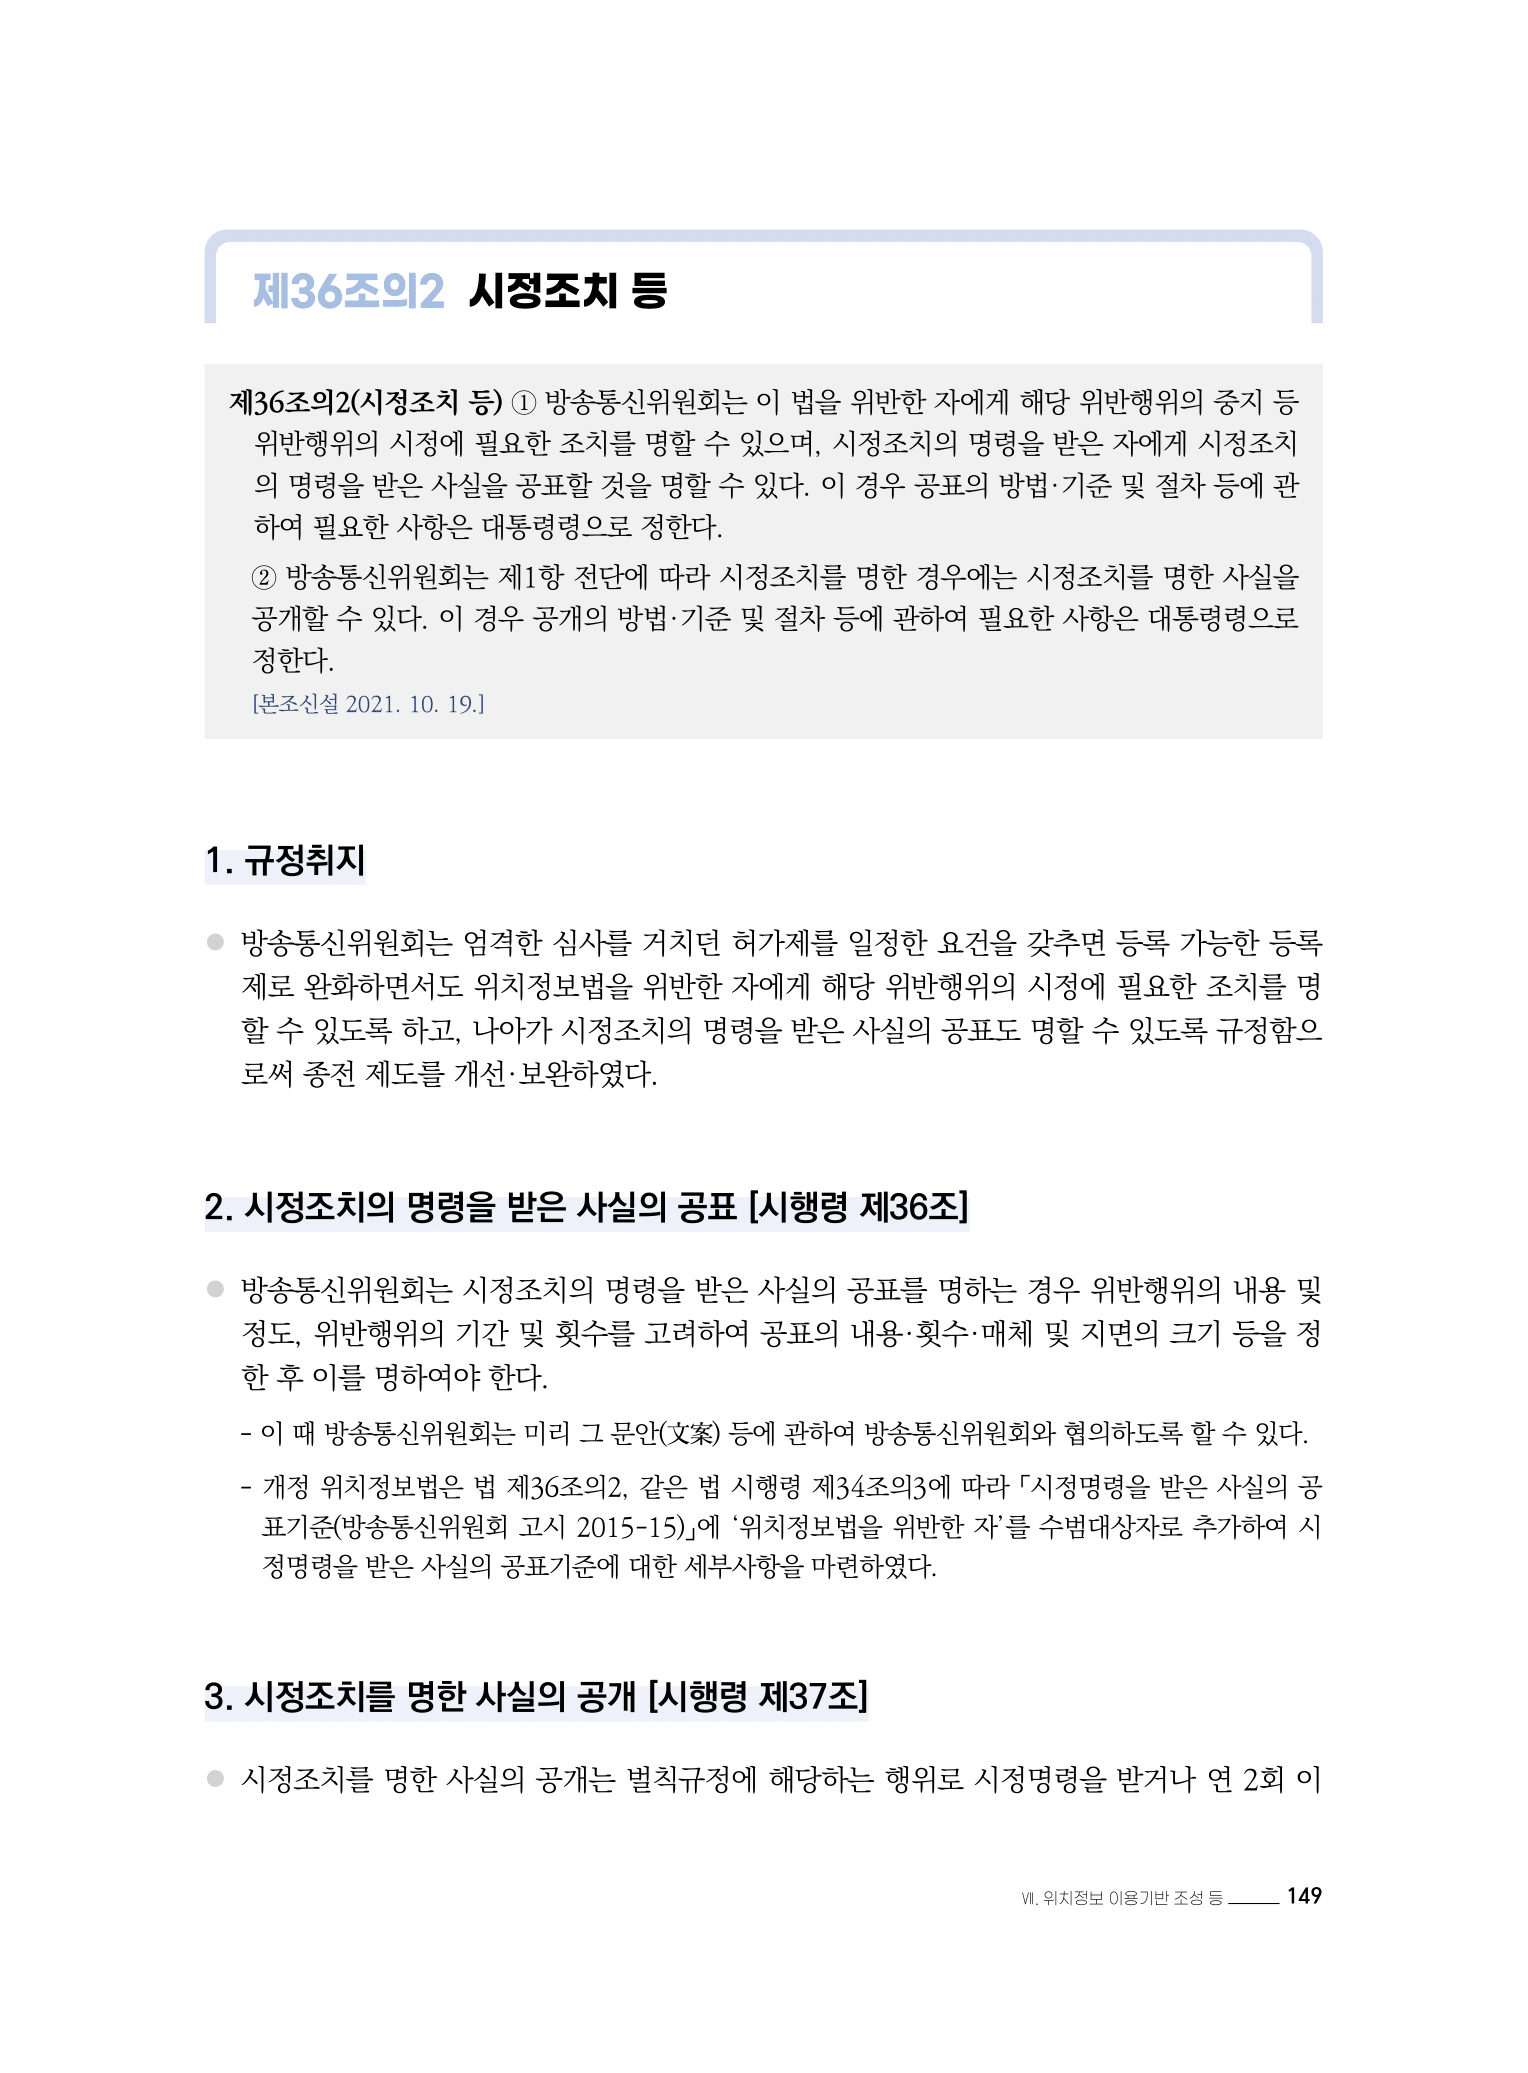 제36조의2 시정조치 등
제36조의2(시정조치 등) ① 방송통신위원회는 이 법을 위반한 자에게 해당 위반행위의 중지 등
위반행위의 시정에 필요한 조치를 명할 수 있으며, 시정조치의 명령을 받은 자에게 시정조치
의 명령을 받은 사실을 공표할 것을 명할 수 있다. 이 경우 공표의 방법·기준 및 절차 등에 관
하여 필요한 사항은 대통령령으로 정한다.
② 방송통신위원회는 제1항 전단에 따라 시정조치를 명한 경우에는 시정조치를 명한 사실을
공개할 수 있다. 이 경우 공개의 방법·기준 및 절차 등에 관하여 필요한 사항은 대통령령으로
정한다.
[본조신설 2021. 10. 19.]
1. 규정취지
● 방송통신위원회는 엄격한 심사를 거치던 허가제를 일정한 요건을 갖추면 등록 가능한 등록
제로 완화하면서도 위치정보법을 위반한 자에게 해당 위반행위의 시정에 필요한 조치를 명
할 수 있도록 하고, 나아가 시정조치의 명령을 받은 사실의 공표도 명할 수 있도록 규정함으
로써 종전 제도를 개선·보완하였다.
2. 시정조치의 명령을 받은 사실의 공표 [시행령 제36조]
● 방송통신위원회는 시정조치의 명령을 받은 사실의 공표를 명하는 경우 위반행위의 내용 및
정도, 위반행위의 기간 및 횟수를 고려하여 공표의 내용·횟수·매체 및 지면의 크기 등을 정
한 후 이를 명하여야 한다.
- 이 때 방송통신위원회는 미리 그 문안(文案) 등에 관하여 방송통신위원회와 협의하도록 할 수 있다.
- 개정 위치정보법은 법 제36조의2, 같은 법 시행령 제34조의3에 따라 「시정명령을 받은 사실의 공
표기준(방송통신위원회 고시 2015-15)」에 ‘위치정보법을 위반한 자’를 수범대상자로 추가하여 시
정명령을 받은 사실의 공표기준에 대한 세부사항을 마련하였다.
3. 시정조치를 명한 사실의 공개 [시행령 제37조]
● 시정조치를 명한 사실의 공개는 벌칙규정에 해당하는 행위로 시정명령을 받거나 연 2회 이
Ⅶ. 위치정보 이용기반 조성 등 149